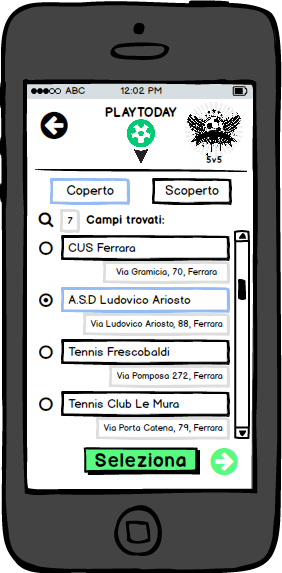 ABC 12:02 PM
PLAYTODAY
5v5
Coperto Scoperto
7 Campi trovati:
CUS Ferrara
Via Gramicia, 70, Ferrara
A.S.D Ludovico Ariosto
Via Ludovico Ariosto, 88, Ferrara
Tennis Frescobaldi
Via Pomposa 272, Ferrara
Tennis Club Le Mura
Via Porta Catena, 79, Ferrara
Seleziona